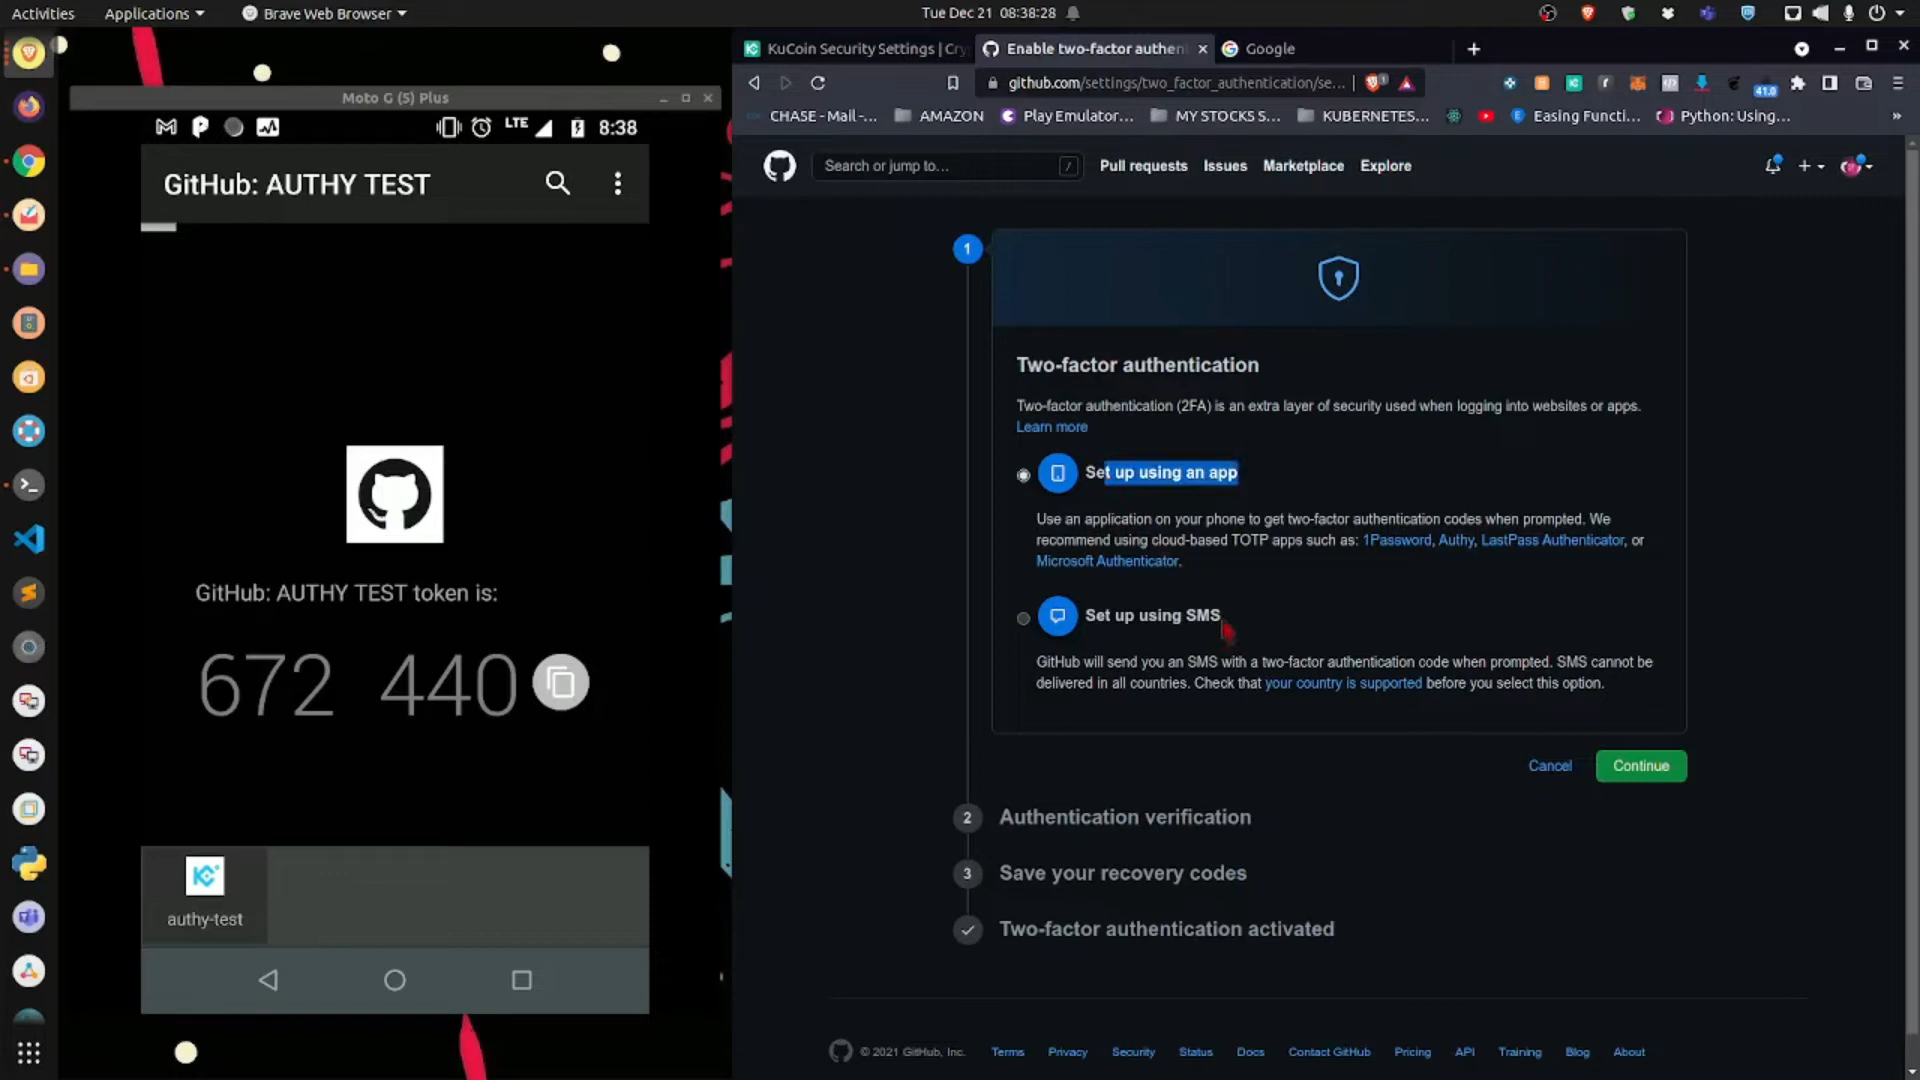 Activities
Applications
Brave Web Browser
Tue Dec 21 08:38:28
Moto G (5) Plus
LTE
8:38
GitHub: AUTHY TEST
GitHub: AUTHY TEST token is:
672 440
authy-test
KuCoin Security Settings | Cry
Enable two-factor authen
Google
github.com/settings/two_factor_authentication/se...
1
41.0
CHASE - Mail -...
AMAZON
Play Emulator...
MY STOCKS S...
KUBERNETES...
Easing Functi...
Python: Using...
»
Search or jump to...
/
Pull requests
Issues
Marketplace
Explore
1
Two-factor authentication
Two-factor authentication (2FA) is an extra layer of security used when logging into websites or apps.
Learn more
Set up using an app
Use an application on your phone to get two-factor authentication codes when prompted. We
recommend using cloud-based TOTP apps such as: 1Password, Authy, LastPass Authenticator, or
Microsoft Authenticator.
Set up using SMS
GitHub will send you an SMS with a two-factor authentication code when prompted. SMS cannot be
delivered in all countries. Check that your country is supported before you select this option.
Cancel
Continue
2
Authentication verification
3
Save your recovery codes
Two-factor authentication activated
© 2021 GitHub, Inc.
Terms
Privacy
Security
Status
Docs
Contact GitHub
Pricing
API
Training
Blog
About